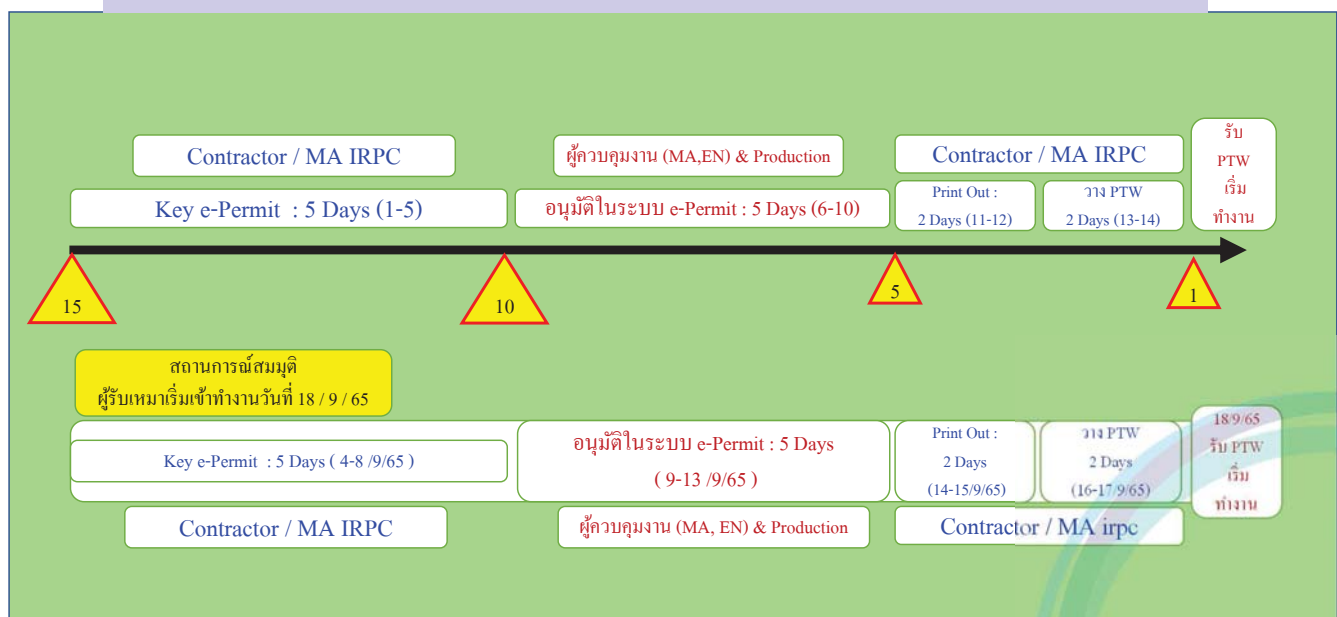 Contractor / MA IRPC
ผู้ควบคุมงาน (MA,EN) & Production
Contractor / MA IRPC
รับ
PTW
เริ่ม
ทำงาน
Key e-Permit : 5 Days (1-5)
อนุมัติในระบบ e-Permit : 5 Days (6-10)
Print Out :
2 Days (11-12)
วาง PTW
2 Days (13-14)
15
10
5
1
สถานการณ์สมมุติ
ผู้รับเหมาเริ่มเข้าทำงานวันที่ 18 / 9 / 65
Key e-Permit : 5 Days ( 4-8 /9/65 )
อนุมัติในระบบ e-Permit : 5 Days
( 9-13 /9/65 )
Print Out :
2 Days
(14-15/9/65)
วาง PTW
2 Days
(16-17/9/65)
18/9/65
รับ PTW
เริ่ม
ทำงาน
Contractor / MA IRPC
ผู้ควบคุมงาน (MA, EN) & Production
Contractor / MA irpc